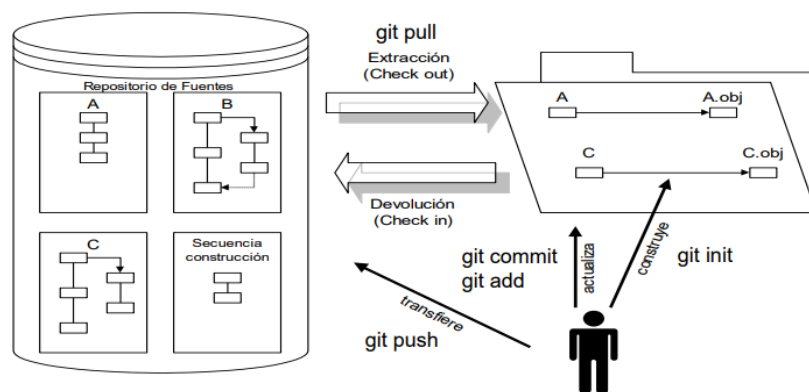 git pull
Extracción
(Check out)
Repositorio de Fuentes
A
B
C
Secuencia
construcción
A
A.obj
C
C.obj
Devolución
(Check in)
git commit
git add
actualiza
construye
git init
transfiere
git push